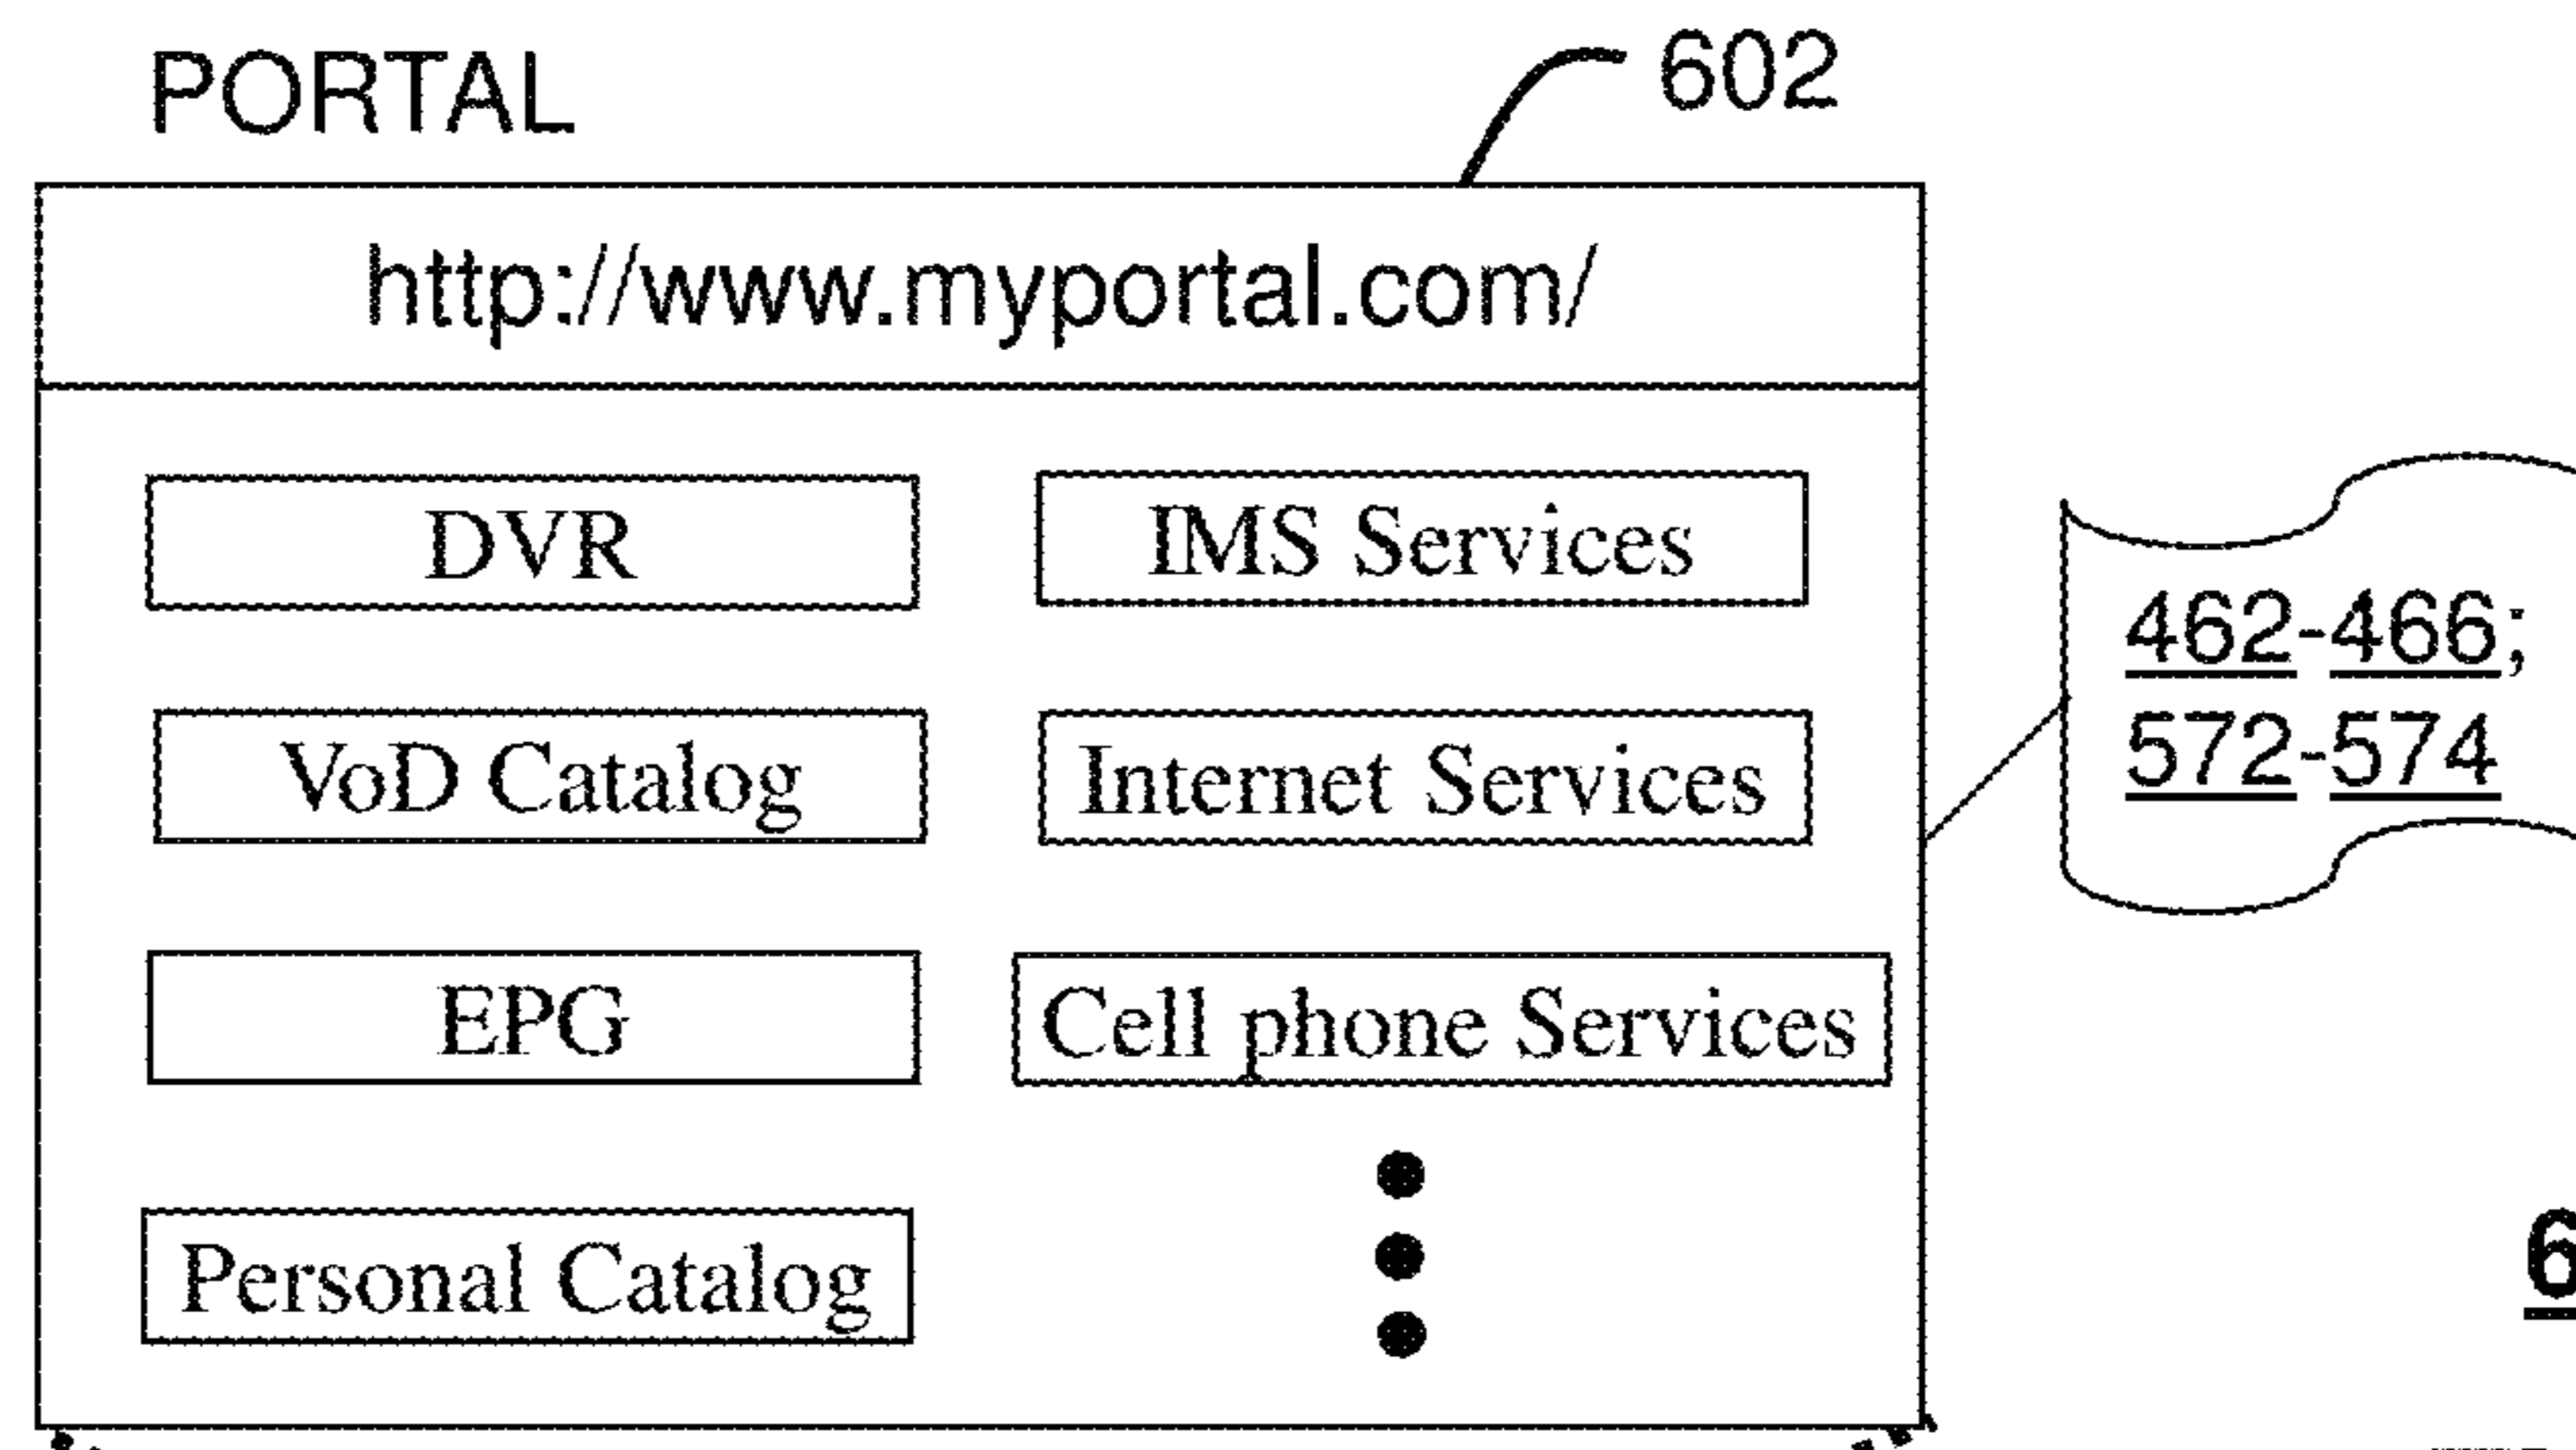 PORTAL
602
http://www.myportal.com/
DVR
IMS Services
VoD Catalog
Internet Services
EPG
Cell phone Services
Personal Catalog
462-466;
572-574